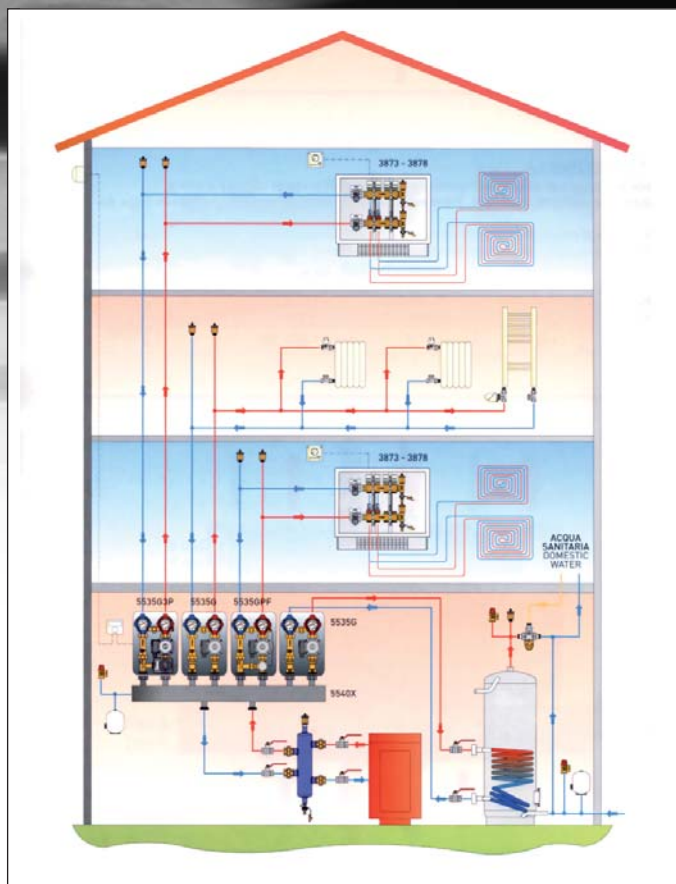 3873 - 3878
3873 - 3878
ACQUA
SANITARIA
DOMESTIC
WATER
5535G3P
5535G
5535GPF
5535G
5540X